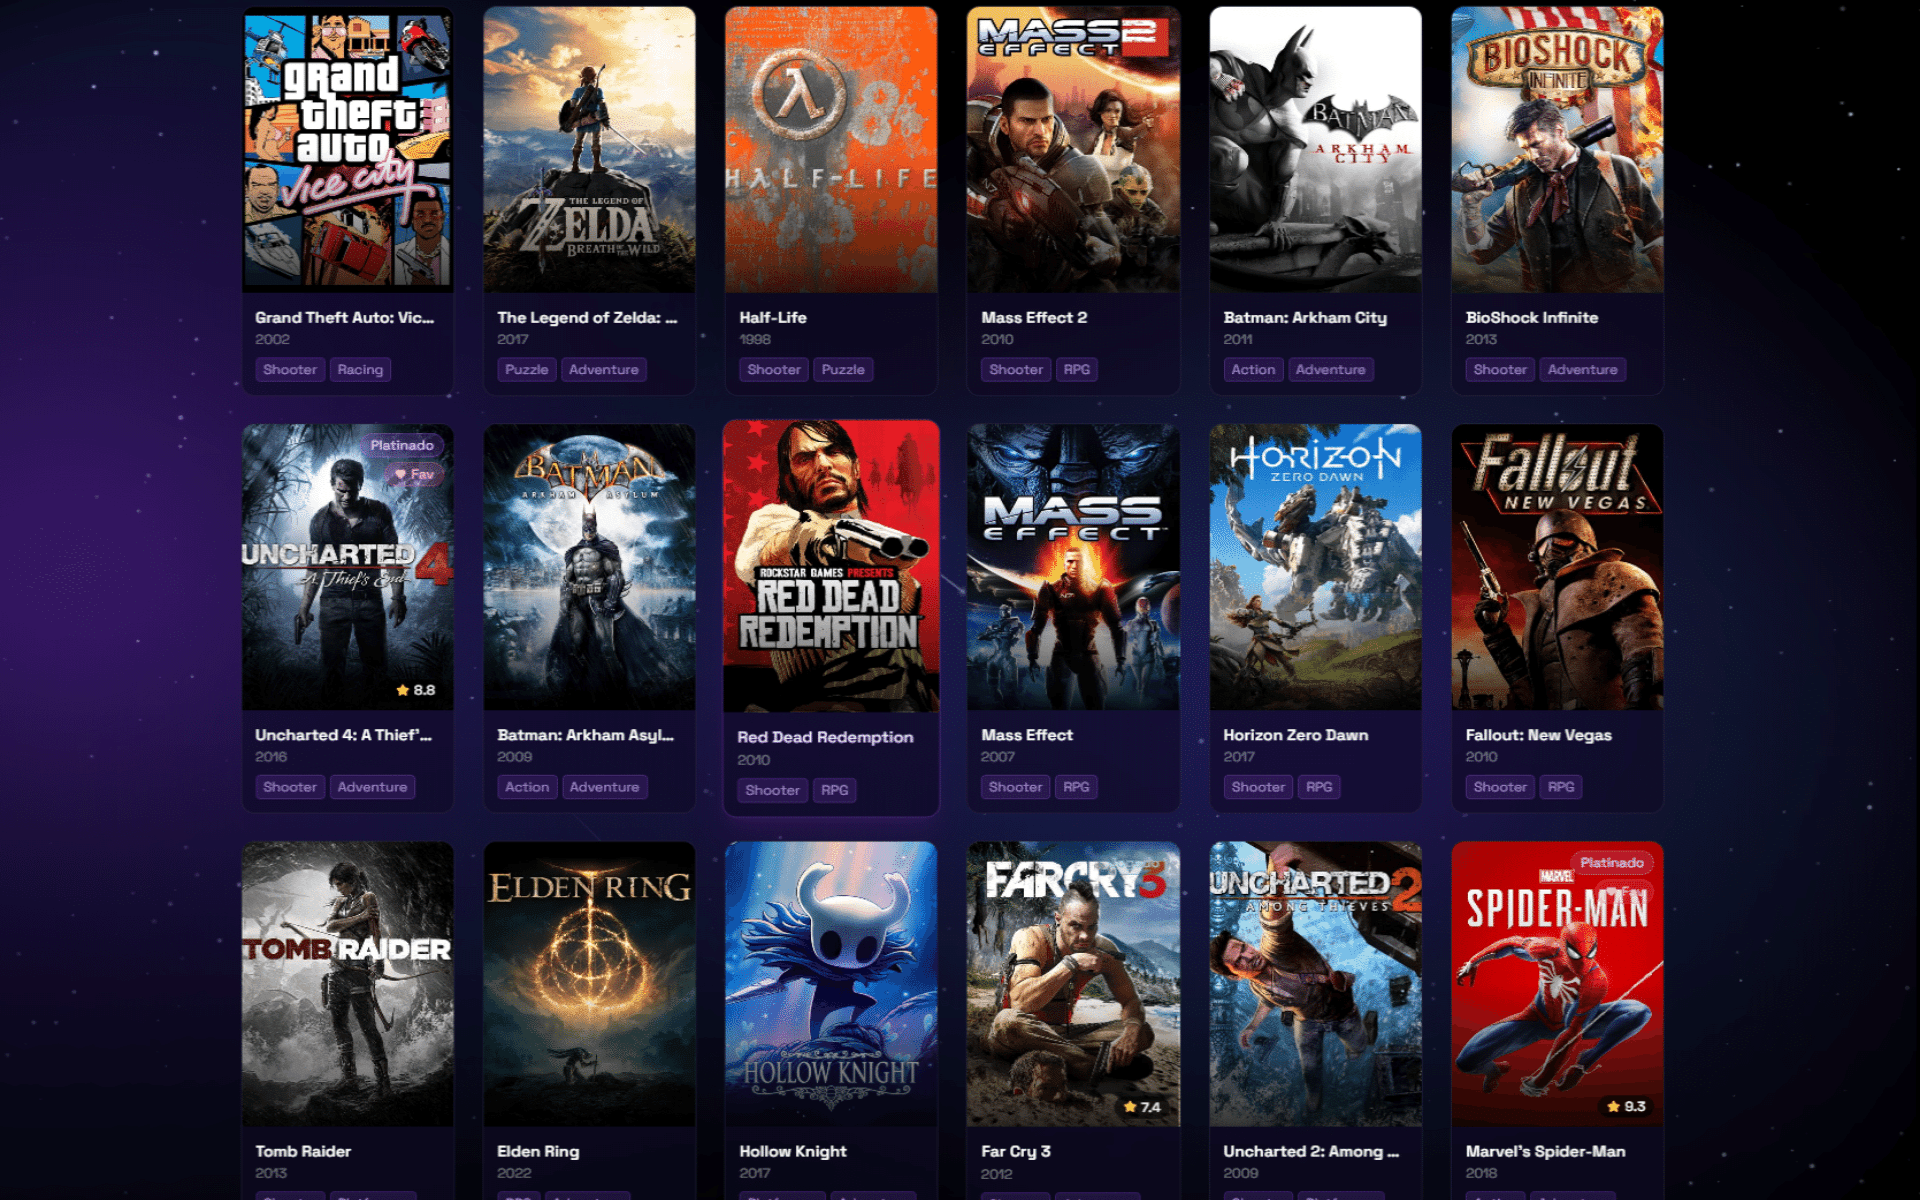 grand
theft
auto
vice city
THE LEGEND OF
ZELDA
BREATH OF THE WILD
HALF-LIFE
MASS 2
EFFECT
BATMAN
ARKHAM
CITY
BIOSHOCK
INFINITE
Grand Theft Auto: Vic...
2002
Shooter Racing
The Legend of Zelda: ...
2017
Puzzle Adventure
Half-Life
1998
Shooter Puzzle
Mass Effect 2
2010
Shooter RPG
Batman: Arkham City
2011
Action Adventure
BioShock Infinite
2013
Shooter Adventure
Platinado
Fav
UNCHARTED 4
A Thief's End
8.8
BATMAN
ARKHAM ASYLUM
ROCKSTAR GAMES PRESENTS
RED DEAD
REDEMPTION
MASS
EFFECT
HORIZON
ZERO DAWN
Fallout
NEW VEGAS
Uncharted 4: A Thief'...
2016
Shooter Adventure
Batman: Arkham Asyl...
2009
Action Adventure
Red Dead Redemption
2010
Shooter RPG
Mass Effect
2007
Shooter RPG
Horizon Zero Dawn
2017
Shooter RPG
Fallout: New Vegas
2010
Shooter RPG
TOMB RAIDER
ELDEN RING
HOLLOW KNIGHT
FARCRY 3
7.4
UNCHARTED 2
AMONG THIEVES
Platinado
Fav
MARVEL
SPIDER-MAN
9.3
Tomb Raider
2013
Elden Ring
2022
Hollow Knight
2017
Far Cry 3
2012
Uncharted 2: Among ...
2009
Marvel's Spider-Man
2018